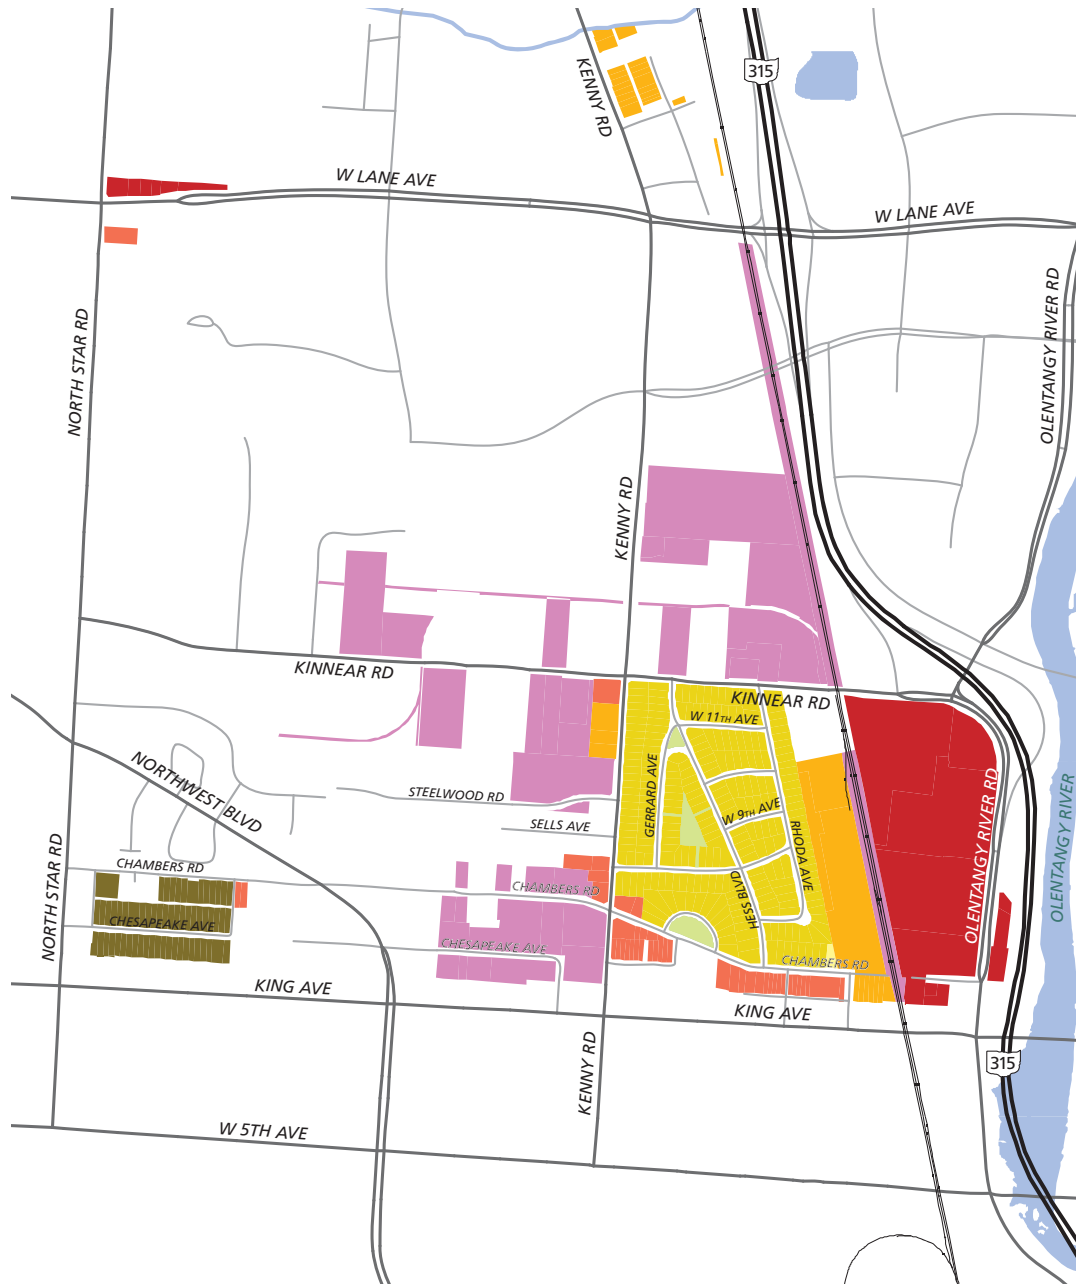 315
KENNY RD
W LANE AVE
W LANE AVE
OLENTANGY RIVER RD
NORTH STAR RD
KENNY RD
KINNEAR RD
KINNEAR RD
W 11TH AVE
NORTHWEST BLVD
GERRARD AVE
STEELWOOD RD
W 9TH AVE
SELLS AVE
RHODA AVE
OLENTANGY RIVER RD
OLENTANGY RIVER
CHAMBERS RD
CHAMBERS RD
HESS BLVD
NORTH STAR RD
CHESAPEAKE AVE
CHESAPEAKE AVE
CHAMBERS RD
KING AVE
KING AVE
KENNY RD
315
W 5TH AVE